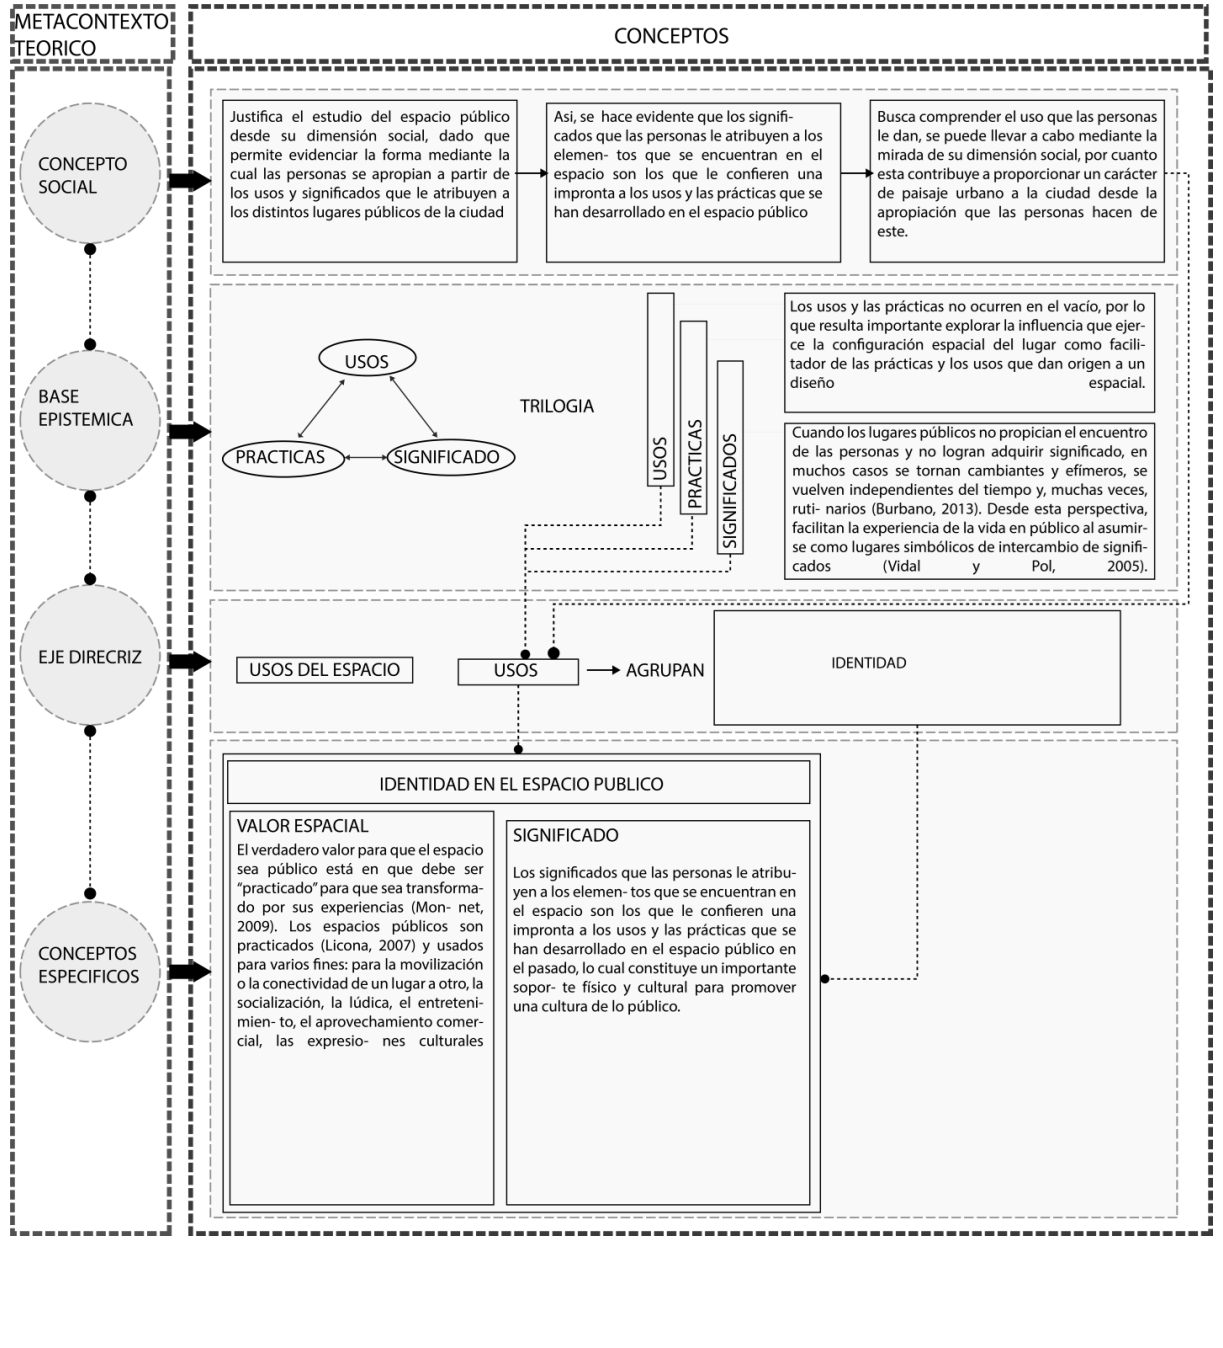 METACONTEXTO
TEORICO
CONCEPTOS
CONCEPTO
SOCIAL
Justifica el estudio del espacio público
desde su dimensión social, dado que
permite evidenciar la forma mediante la
cual las personas se apropian a partir de
los usos y significados que le atribuyen a
los distintos lugares públicos de la ciudad
Asi, se hace evidente que los signifi-
cados que las personas le atribuyen a los
elemen- tos que se encuentran en el
espacio son los que le confieren una
impronta a los usos y las prácticas que se
han desarrollado en el espacio público
Busca comprender el uso que las personas
le dan, se puede llevar a cabo mediante la
mirada de su dimensión social, por cuanto
esta contribuye a proporcionar un carácter
de paisaje urbano a la ciudad desde la
apropiación que las personas hacen de
este.
BASE
EPISTEMICA
USOS
PRACTICAS
SIGNIFICADO
TRILOGIA
USOS
PRACTICAS
SIGNIFICADOS
Los usos y las prácticas no ocurren en el vacío, por lo
que resulta importante explorar la influencia que ejer-
ce la configuración espacial del lugar como facili-
tador de las prácticas y los usos que dan origen a un
diseño espacial.
Cuando los lugares públicos no propician el encuentro
de las personas y no logran adquirir significado, en
muchos casos se tornan cambiantes y efímeros, se
vuelven independientes del tiempo y, muchas veces,
ruti- narios (Burbano, 2013). Desde esta perspectiva,
facilitan la experiencia de la vida en público al asumir-
se como lugares simbólicos de intercambio de signifi-
cados (Vidal y Pol, 2005).
EJE DIRECRIZ
USOS DEL ESPACIO
USOS
AGRUPAN
IDENTIDAD
CONCEPTOS
ESPECIFICOS
IDENTIDAD EN EL ESPACIO PUBLICO
VALOR ESPACIAL
El verdadero valor para que el espacio
sea público está en que debe ser
“practicado” para que sea transforma-
do por sus experiencias (Mon- net,
2009). Los espacios públicos son
practicados (Licona, 2007) y usados
para varios fines: para la movilización
o la conectividad de un lugar a otro, la
socialización, la lúdica, el entreteni-
mien- to, el aprovechamiento comer-
cial, las expresio- nes culturales
SIGNIFICADO
Los significados que las personas le atribu-
yen a los elemen- tos que se encuentran en
el espacio son los que le confieren una
impronta a los usos y las prácticas que se
han desarrollado en el espacio público en
el pasado, lo cual constituye un importante
sopor- te físico y cultural para promover
una cultura de lo público.